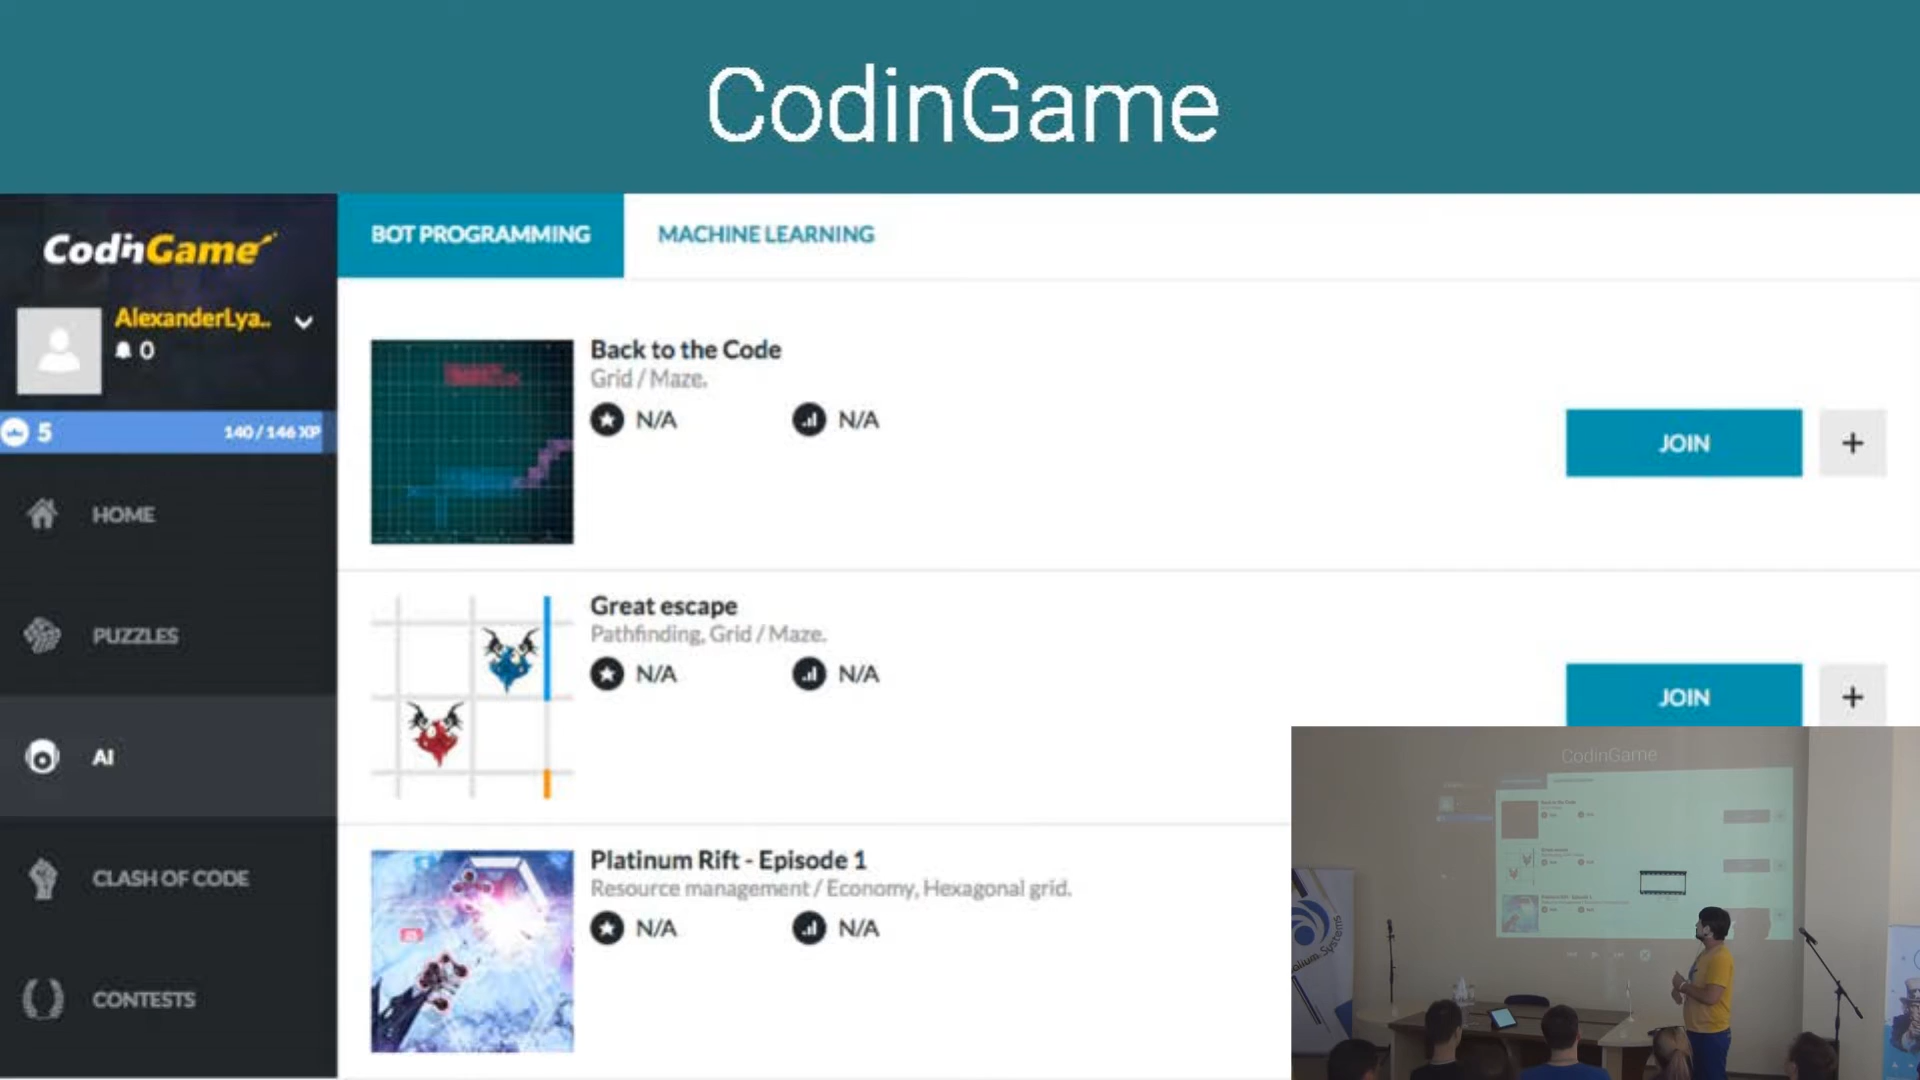 CodinGame
CodinGame
AlexanderLya..
0
5
140 / 146 XP
HOME
PUZZLES
AI
CLASH OF CODE
CONTESTS
BOT PROGRAMMING
MACHINE LEARNING
Back to the Code
Grid / Maze.
N/A
N/A
JOIN
+
Great escape
Pathfinding, Grid / Maze.
N/A
N/A
JOIN
+
Platinum Rift - Episode 1
Resource management / Economy, Hexagonal grid.
N/A
N/A
CodinGame
Systems